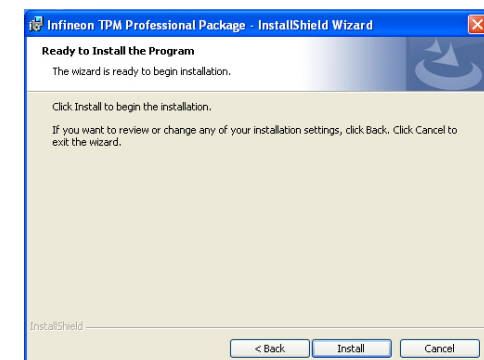 Infineon TPM Professional Package - InstallShield Wizard
Ready to Install the Program
The wizard is ready to begin installation.
Click Install to begin the installation.
If you want to review or change any of your installation settings, click Back. Click Cancel to
exit the wizard.
InstallShield
< Back Install Cancel